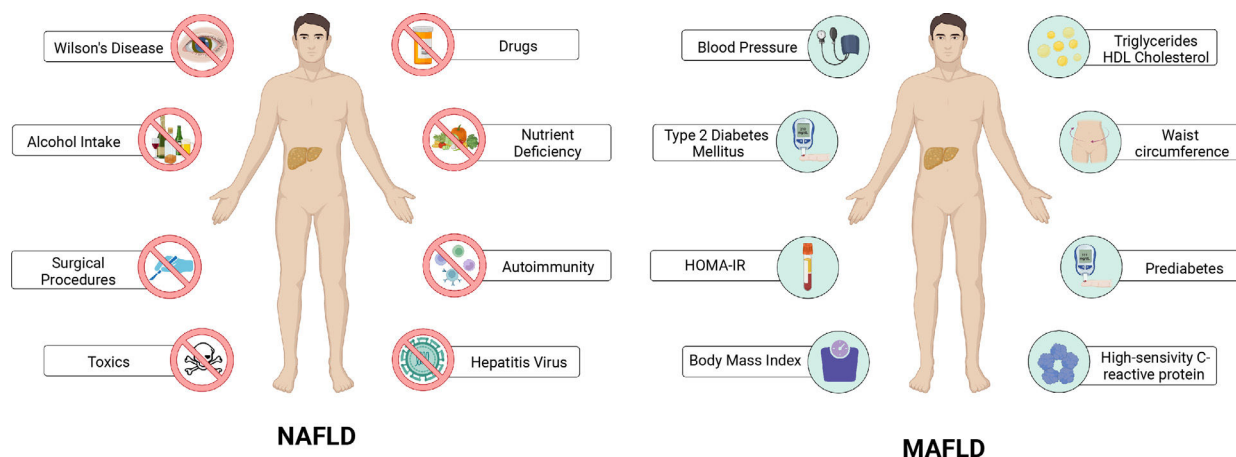 Wilson's Disease
Drugs
Alcohol Intake
Nutrient
Deficiency
Surgical
Procedures
Autoimmunity
Toxics
Hepatitis Virus
NAFLD
Blood Pressure
Triglycerides
HDL Cholesterol
Type 2 Diabetes
Mellitus
Waist
circumference
HOMA-IR
Prediabetes
Body Mass Index
High-sensitivity C-
reactive protein
MAFLD